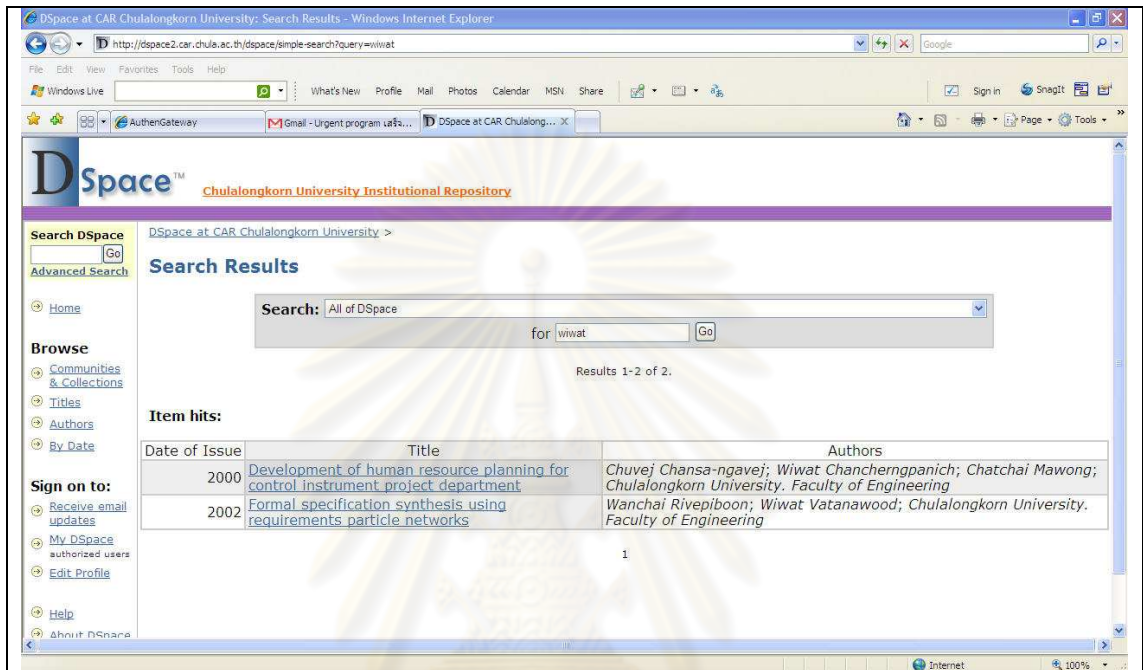 DSpace at CAR Chulalongkorn University: Search Results - Windows Internet Explorer
http://dspace2.car.chula.ac.th/dspace/simple-search?query=wiwat
Google
File Edit View Favorites Tools Help
Windows Live
What's New Profile Mail Photos Calendar MSN Share
Sign in SnagIt
AuthenGateway
Gmail - Urgent program เสร็จ...
DSpace at CAR Chulalong... X
Page Tools
DSpace™
Chulalongkorn University Institutional Repository
Search DSpace
Go
Advanced Search
Home
Browse
Communities
& Collections
Titles
Authors
By Date
Sign on to:
Receive email
updates
My DSpace
authorized users
Edit Profile
Help
About DSpace
DSpace at CAR Chulalongkorn University >
Search Results
Search: All of DSpace
for wiwat Go
Results 1-2 of 2.
Item hits:
Date of Issue Title Authors
2000 Development of human resource planning for
control instrument project department
Chuvej Chansa-ngavej; Wiwat Chancherngpanich; Chatchai Mawong;
Chulalongkorn University. Faculty of Engineering
2002 Formal specification synthesis using
requirements particle networks
Wanchai Rivepiboon; Wiwat Vatanawood; Chulalongkorn University.
Faculty of Engineering
1
Internet
100%